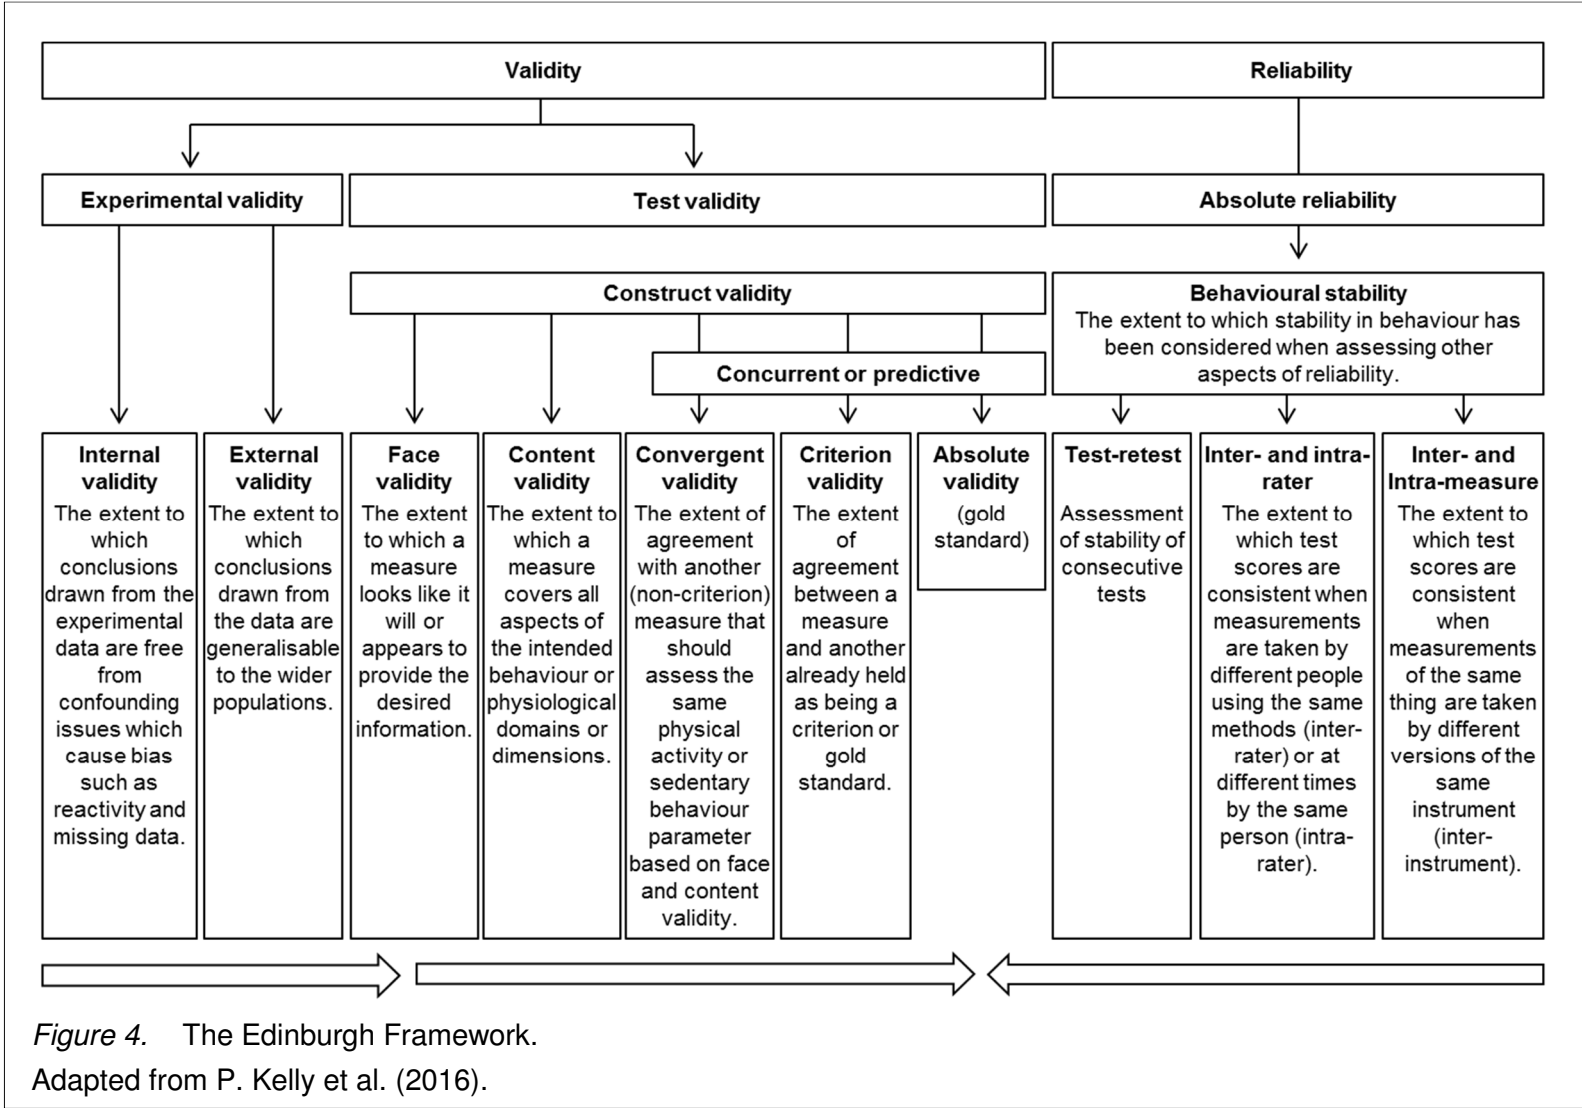 Validity
Reliability
Experimental validity
Test validity
Absolute reliability
Construct validity
Behavioural stability
The extent to which stability in behaviour has
been considered when assessing other
aspects of reliability.
Concurrent or predictive
Internal
validity
The extent to
which
conclusions
drawn from the
experimental
data are free
from
confounding
issues which
cause bias
such as
reactivity and
missing data.
External
validity
The extent to
which
conclusions
drawn from
the data are
generalisable
to the wider
populations.
Face
validity
The extent
to which a
measure
looks like it
will or
appears to
provide the
desired
information.
Content
validity
The extent to
which a
measure
covers all
aspects of
the intended
behaviour or
physiological
domains or
dimensions.
Convergent
validity
The extent of
agreement
with another
(non-criterion)
measure that
should
assess the
same
physical
activity or
sedentary
behaviour
parameter
based on face
and content
validity.
Criterion
validity
The extent
of
agreement
between a
measure
and another
already held
as being a
criterion or
gold
standard.
Absolute
validity
(gold
standard)
Test-retest
Assessment
of stability of
consecutive
tests
Inter- and intra-
rater
The extent to
which test
scores are
consistent when
measurements
are taken by
different people
using the same
methods (inter-
rater) or at
different times
by the same
person (intra-
rater).
Inter- and
Intra-measure
The extent to
which test
scores are
consistent
when
measurements
of the same
thing are taken
by different
versions of the
same
instrument
(inter-
instrument).
Figure 4. The Edinburgh Framework.
Adapted from P. Kelly et al. (2016).